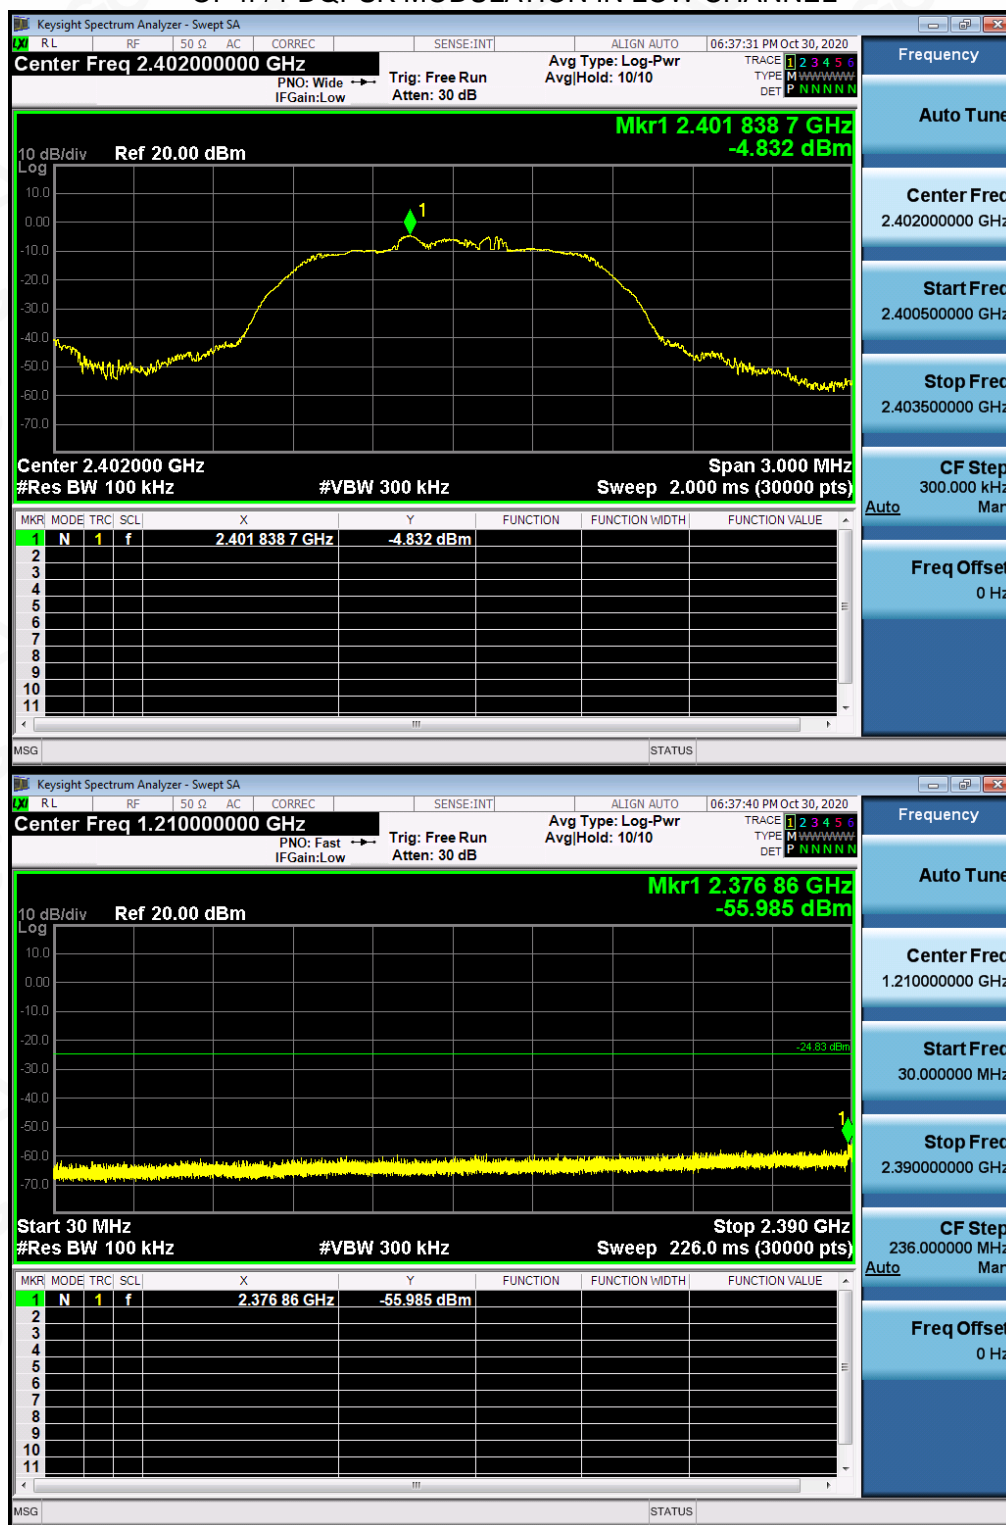 Keysight Spectrum Analyzer - Swept SA
LXI RL RF 50 Ω AC CORREC SENSE:INT ALIGN AUTO 06:37:31 PM Oct 30, 2020
Center Freq 2.402000000 GHz
PNO: Wide
IFGain:Low
Trig: Free Run
Atten: 30 dB
Avg Type: Log-Pwr
Avg|Hold: 10/10
TRACE 1 2 3 4 5 6
TYPE M WWWWW
DET P N N N N N
Mkr1 2.401 838 7 GHz
-4.832 dBm
10 dB/div Ref 20.00 dBm
Log
10.0
0.00
-10.0
-20.0
-30.0
-40.0
-50.0
-60.0
-70.0
1
Center 2.402000 GHz Span 3.000 MHz
#Res BW 100 kHz #VBW 300 kHz Sweep 2.000 ms (30000 pts)
MKR MODE TRC SCL X Y FUNCTION FUNCTION WIDTH FUNCTION VALUE
1 N 1 f 2.401 838 7 GHz -4.832 dBm
2
3
4
5
6
7
8
9
10
11
MSG STATUS
Frequency
Auto Tune
Center Freq
2.402000000 GHz
Start Freq
2.400500000 GHz
Stop Freq
2.403500000 GHz
CF Step
300.000 kHz
Auto Man
Freq Offset
0 Hz
Keysight Spectrum Analyzer - Swept SA
LXI RL RF 50 Ω AC CORREC SENSE:INT ALIGN AUTO 06:37:40 PM Oct 30, 2020
Center Freq 1.210000000 GHz
PNO: Fast
IFGain:Low
Trig: Free Run
Atten: 30 dB
Avg Type: Log-Pwr
Avg|Hold: 10/10
TRACE 1 2 3 4 5 6
TYPE M WWWWW
DET P N N N N N
Mkr1 2.376 86 GHz
-55.985 dBm
10 dB/div Ref 20.00 dBm
Log
10.0
0.00
-10.0
-20.0
-24.83 dBm
-30.0
-40.0
-50.0
-60.0
-70.0
1
Start 30 MHz Stop 2.390 GHz
#Res BW 100 kHz #VBW 300 kHz Sweep 226.0 ms (30000 pts)
MKR MODE TRC SCL X Y FUNCTION FUNCTION WIDTH FUNCTION VALUE
1 N 1 f 2.376 86 GHz -55.985 dBm
2
3
4
5
6
7
8
9
10
11
MSG STATUS
Frequency
Auto Tune
Center Freq
1.210000000 GHz
Start Freq
30.000000 MHz
Stop Freq
2.390000000 GHz
CF Step
236.000000 MHz
Auto Man
Freq Offset
0 Hz